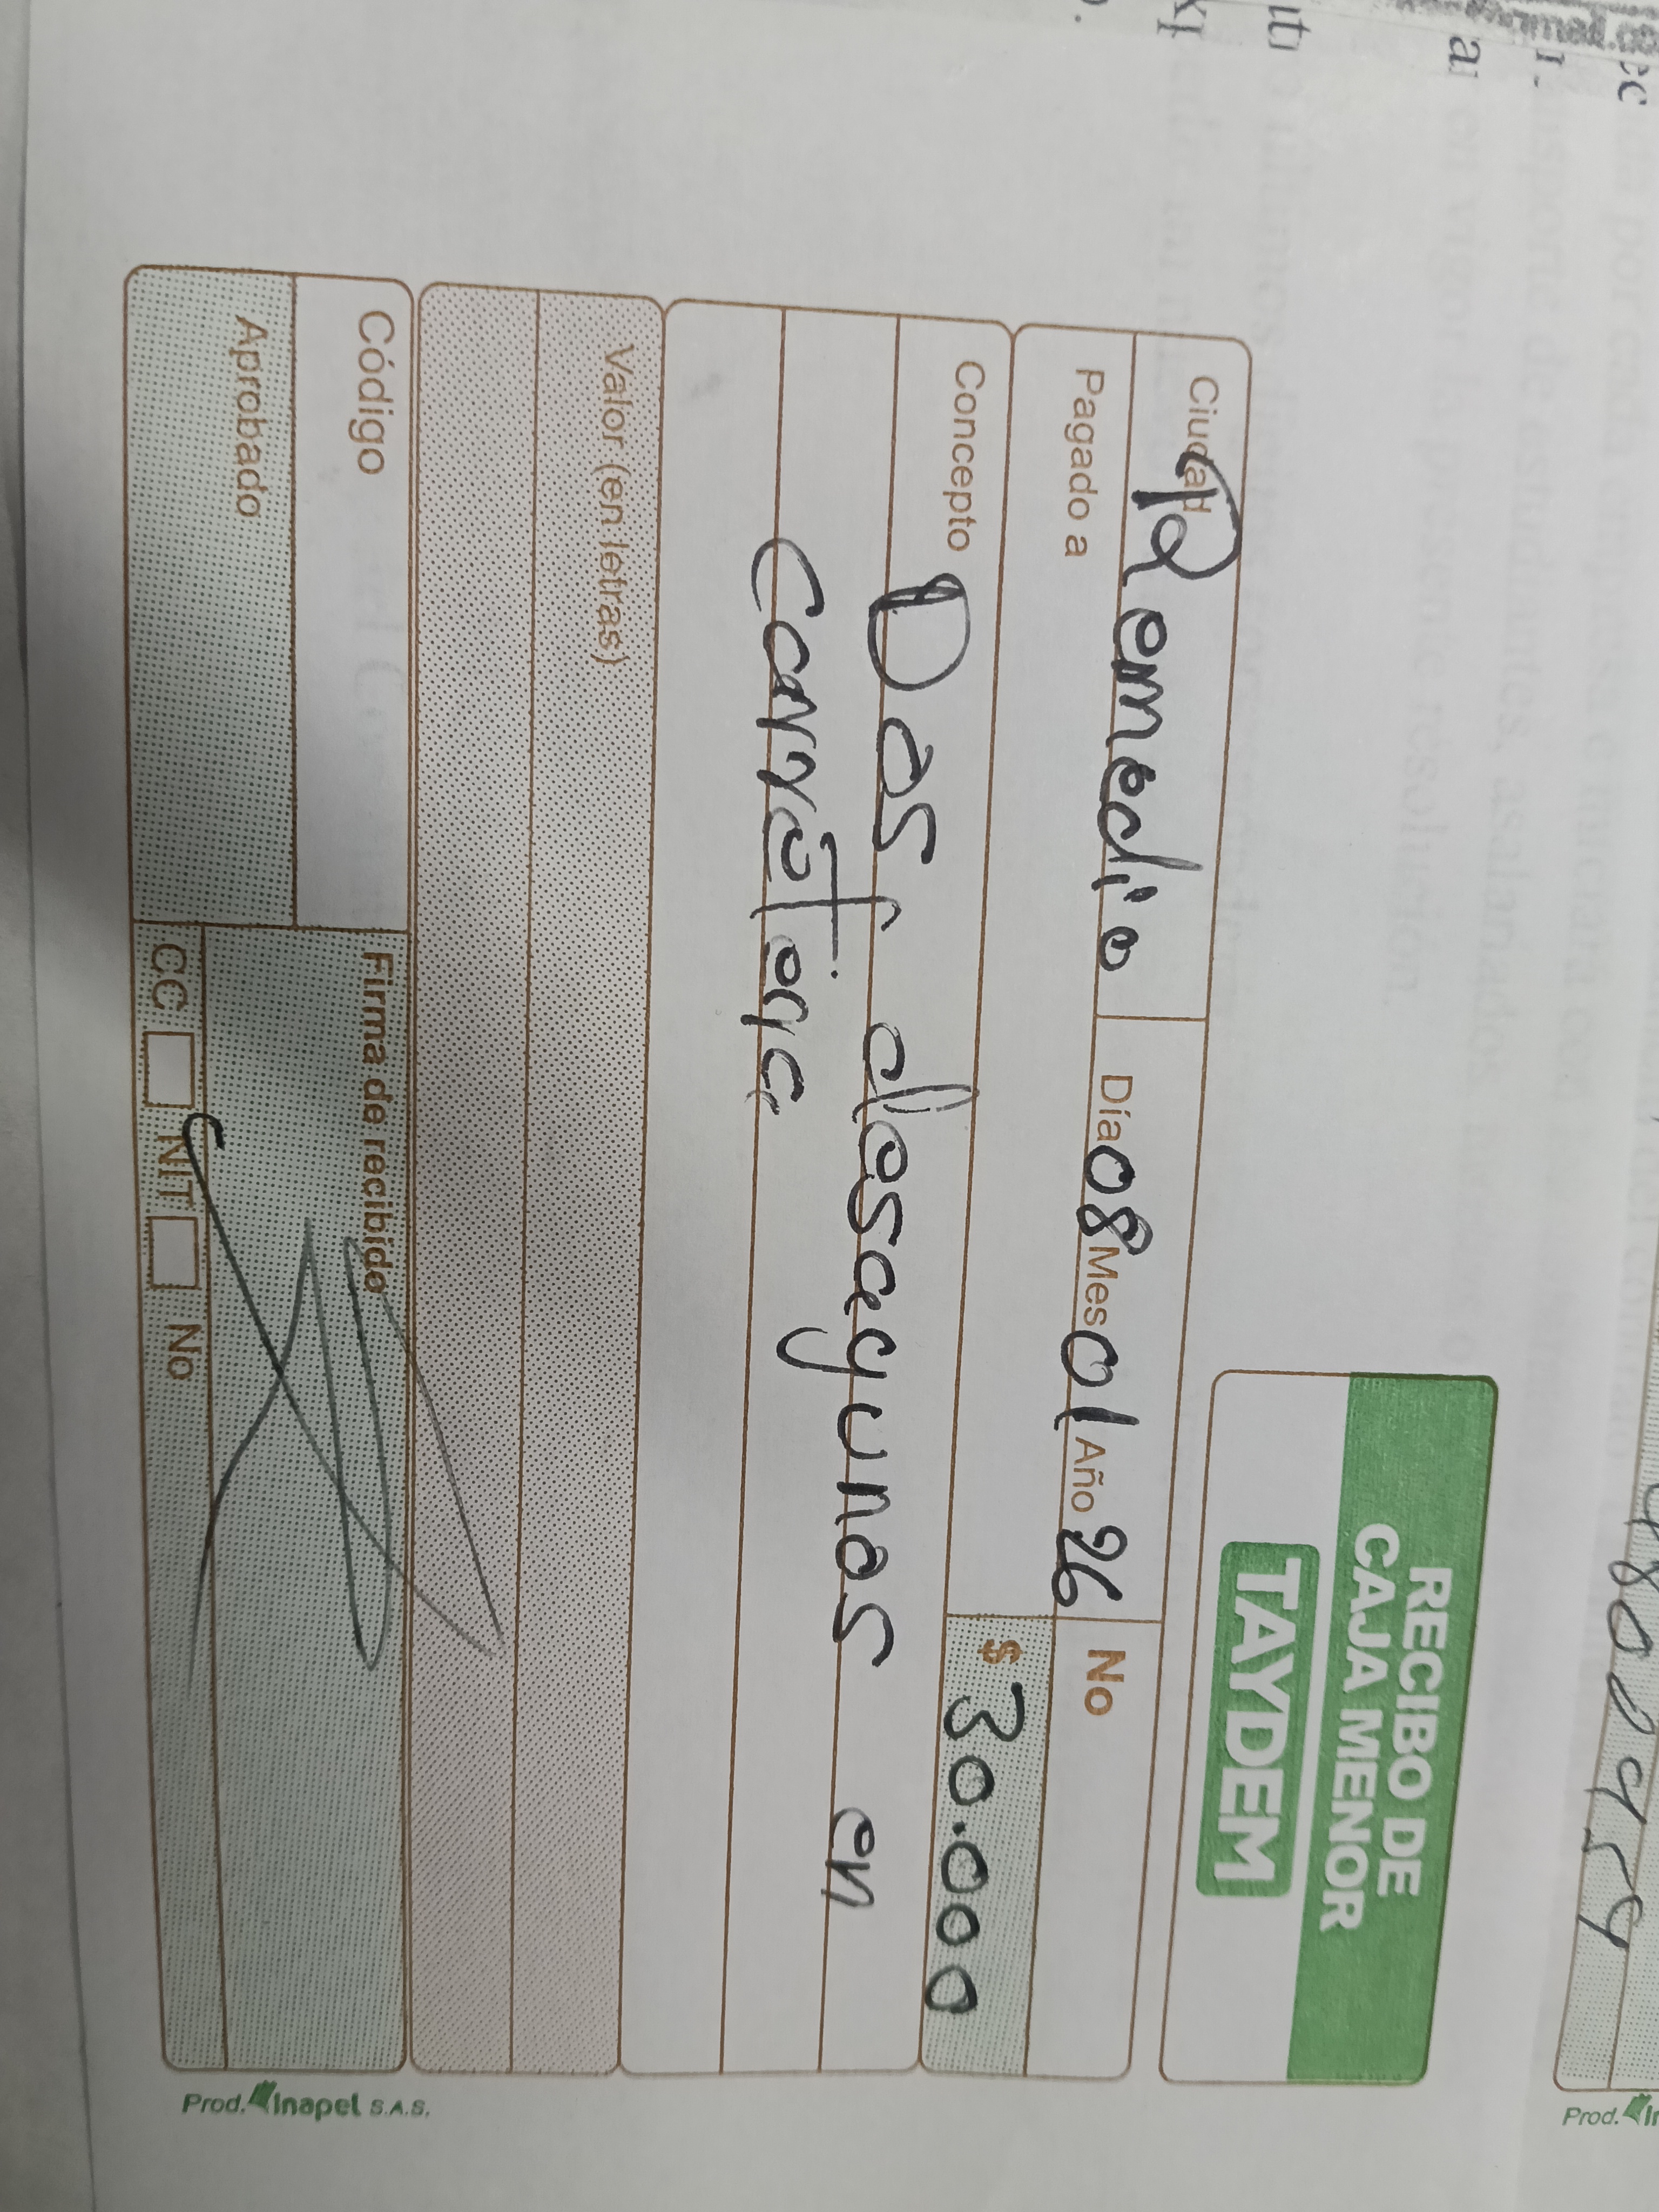 RECIBO DE
CAJA MENOR
TAYDEM
Ciudad Remedio Día 08 Mes 01 Año 26 No
Pagado a $ 30.000
Concepto Dos desayunos en
carretera
Valor (en letras)
Código
Aprobado
Firma de recibido
CC NIT No
Prod. Inapel S.A.S.
Prod.